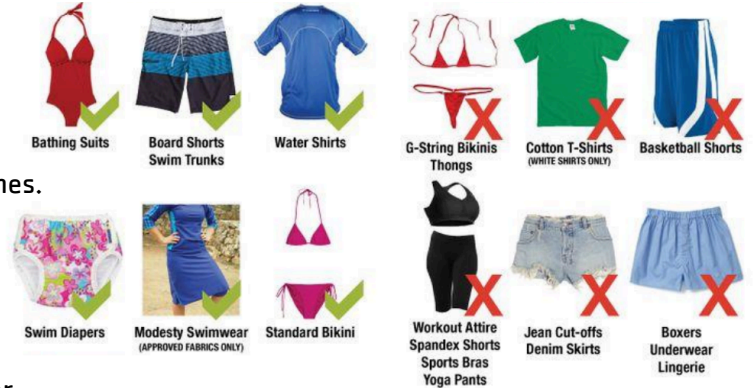 Bathing Suits
Board Shorts
Swim Trunks
Water Shirts
G-String Bikinis
Thongs
Cotton T-Shirts
(WHITE SHIRTS ONLY)
Basketball Shorts
nes.
Swim Diapers
Modesty Swimwear
(APPROVED FABRICS ONLY)
Standard Bikini
Workout Attire
Spandex Shorts
Sports Bras
Yoga Pants
Jean Cut-offs
Denim Skirts
Boxers
Underwear
Lingerie